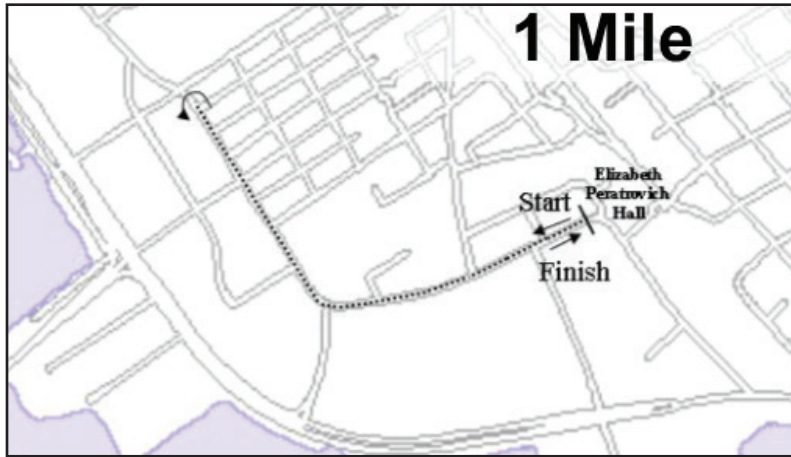 1 Mile
Elizabeth
Peratrovich
Hall
Start
Finish